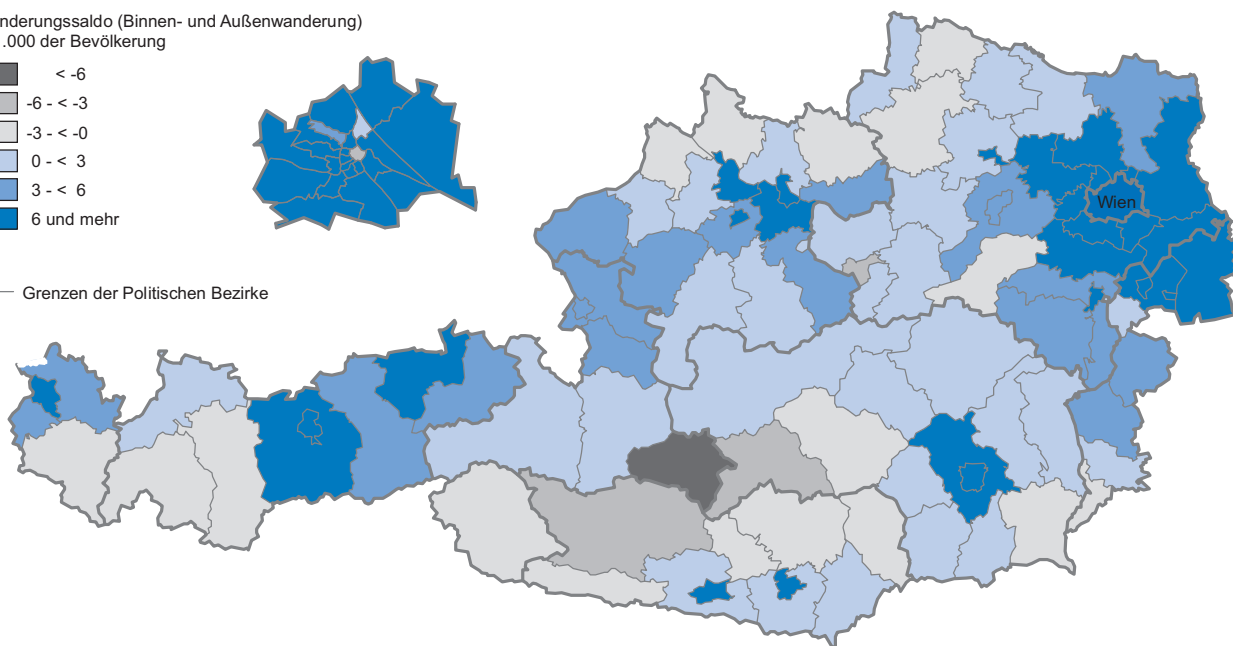 nderungssaldo (Binnen- und Außenwanderung)
.000 der Bevölkerung
< -6
-6 - < -3
-3 - < -0
0 - < 3
3 - < 6
6 und mehr
Grenzen der Politischen Bezirke
Wien